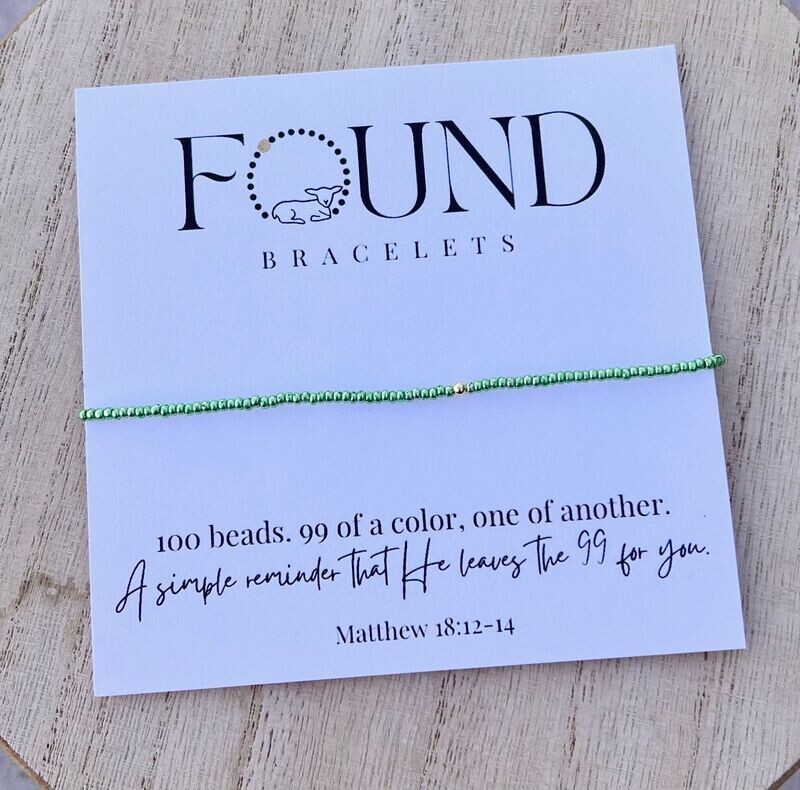 FOUND
BRACELETS
100 beads. 99 of a color, one of another.
A simple reminder that He leaves the 99 for you.
Matthew 18:12-14